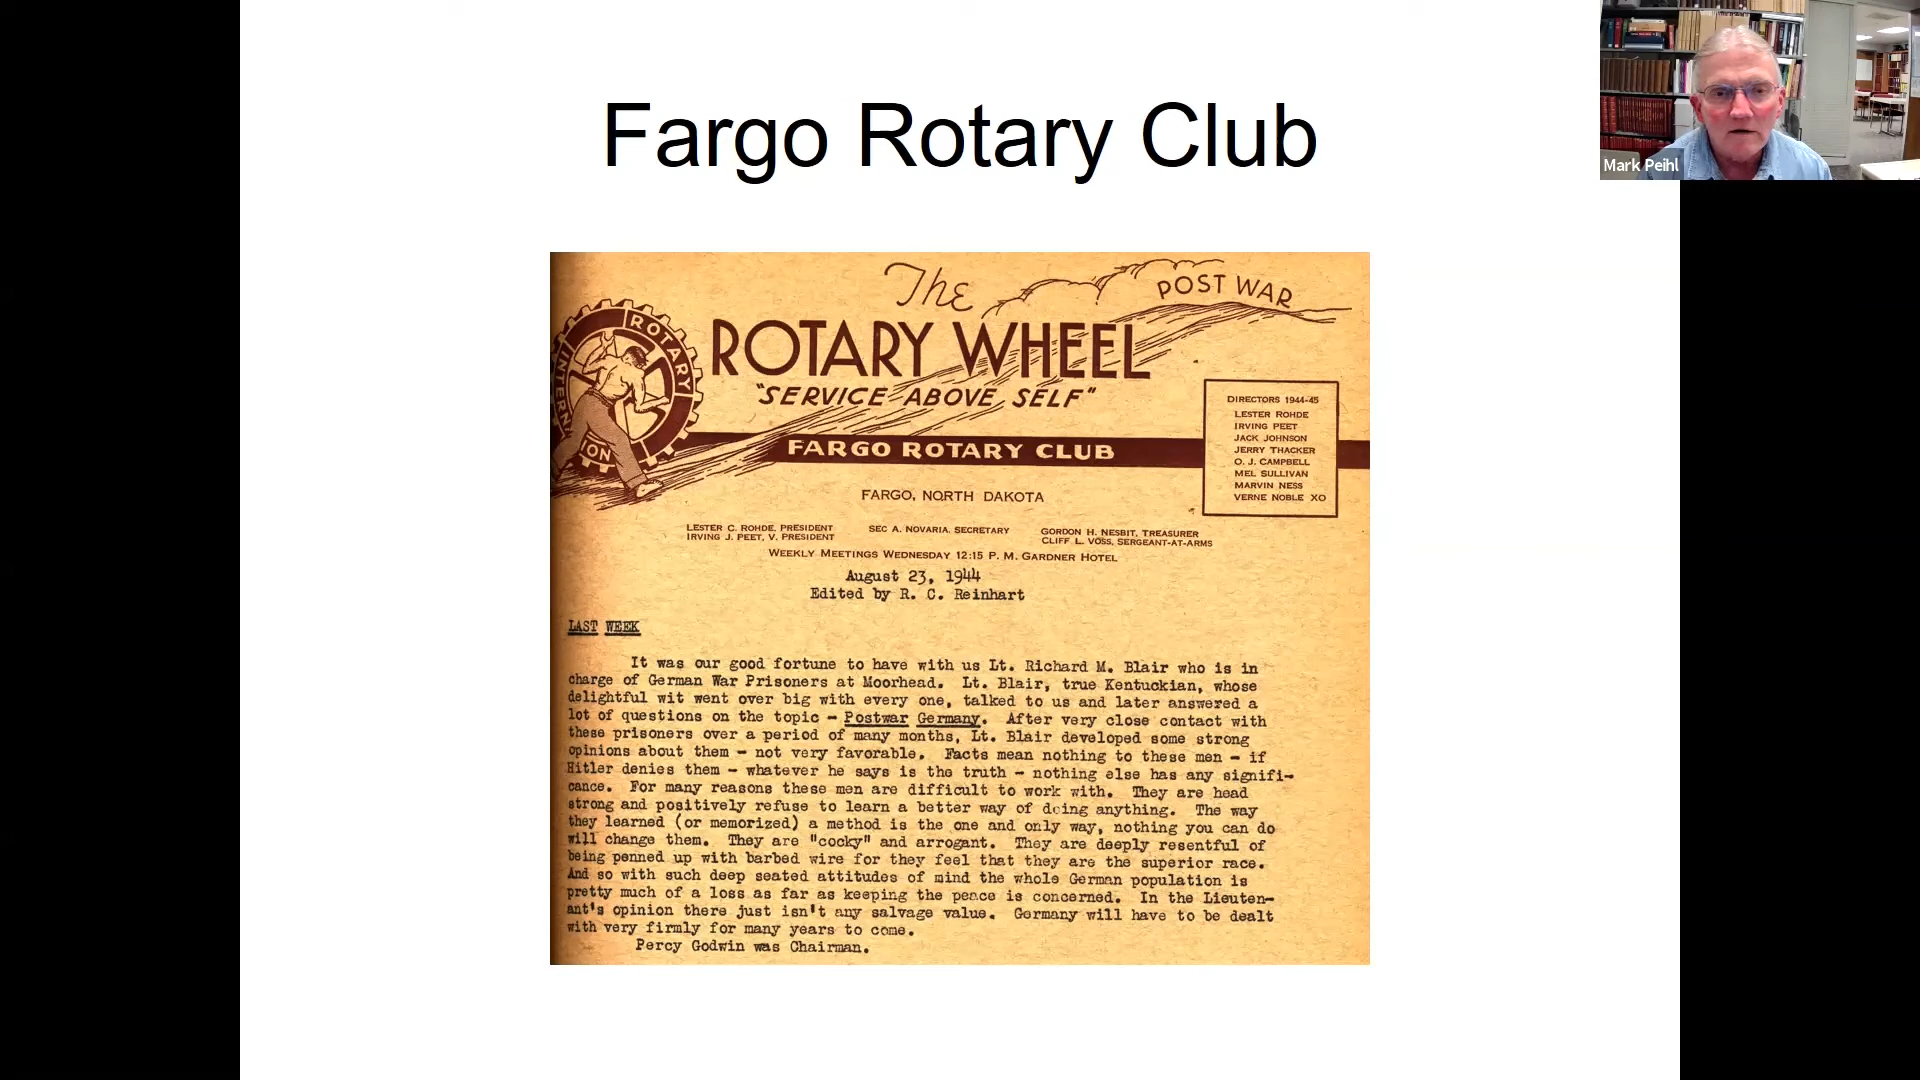 Fargo Rotary Club
Mark Peihl
The
POST WAR
ROTARY WHEEL
"SERVICE ABOVE SELF"
ROTARY
INTERN
ION
FARGO ROTARY CLUB
DIRECTORS 1944-45
LESTER ROHDE
IRVING PEET
JACK JOHNSON
JERRY THACKER
O. J. CAMPBELL
MEL SULLIVAN
MARVIN NESS
VERNE NOBLE XO
FARGO, NORTH DAKOTA
LESTER C. ROHDE, PRESIDENT
IRVING J. PEET, V. PRESIDENT
SEC A. NOVARIA, SECRETARY
GORDON H. NESBIT, TREASURER
CLIFF L. VOSS, SERGEANT-AT-ARMS
WEEKLY MEETINGS WEDNESDAY 12:15 P. M. GARDNER HOTEL
August 23, 1944
Edited by R. C. Reinhart
LAST WEEK
It was our good fortune to have with us Lt. Richard M. Blair who is in
charge of German War Prisoners at Moorhead. Lt. Blair, true Kentuckian, whose
delightful wit went over big with every one, talked to us and later answered a
lot of questions on the topic - Postwar Germany. After very close contact with
these prisoners over a period of many months, Lt. Blair developed some strong
opinions about them - not very favorable. Facts mean nothing to these men - if
Hitler denies them - whatever he says is the truth - nothing else has any signifi-
cance. For many reasons these men are difficult to work with. They are head
strong and positively refuse to learn a better way of doing anything. The way
they learned (or memorized) a method is the one and only way, nothing you can do
will change them. They are "cocky" and arrogant. They are deeply resentful of
being penned up with barbed wire for they feel that they are the superior race.
And so with such deep seated attitudes of mind the whole German population is
pretty much of a loss as far as keeping the peace is concerned. In the Lieuten-
ant's opinion there just isn't any salvage value. Germany will have to be dealt
with very firmly for many years to come.
Percy Godwin was Chairman.